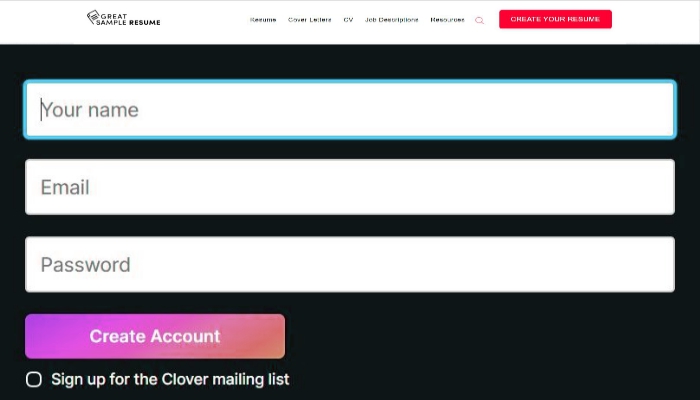 GREAT
SAMPLE RESUME
Resume Cover Letters CV Job Descriptions Resources CREATE YOUR RESUME
Your name
Email
Password
Create Account
Sign up for the Clover mailing list